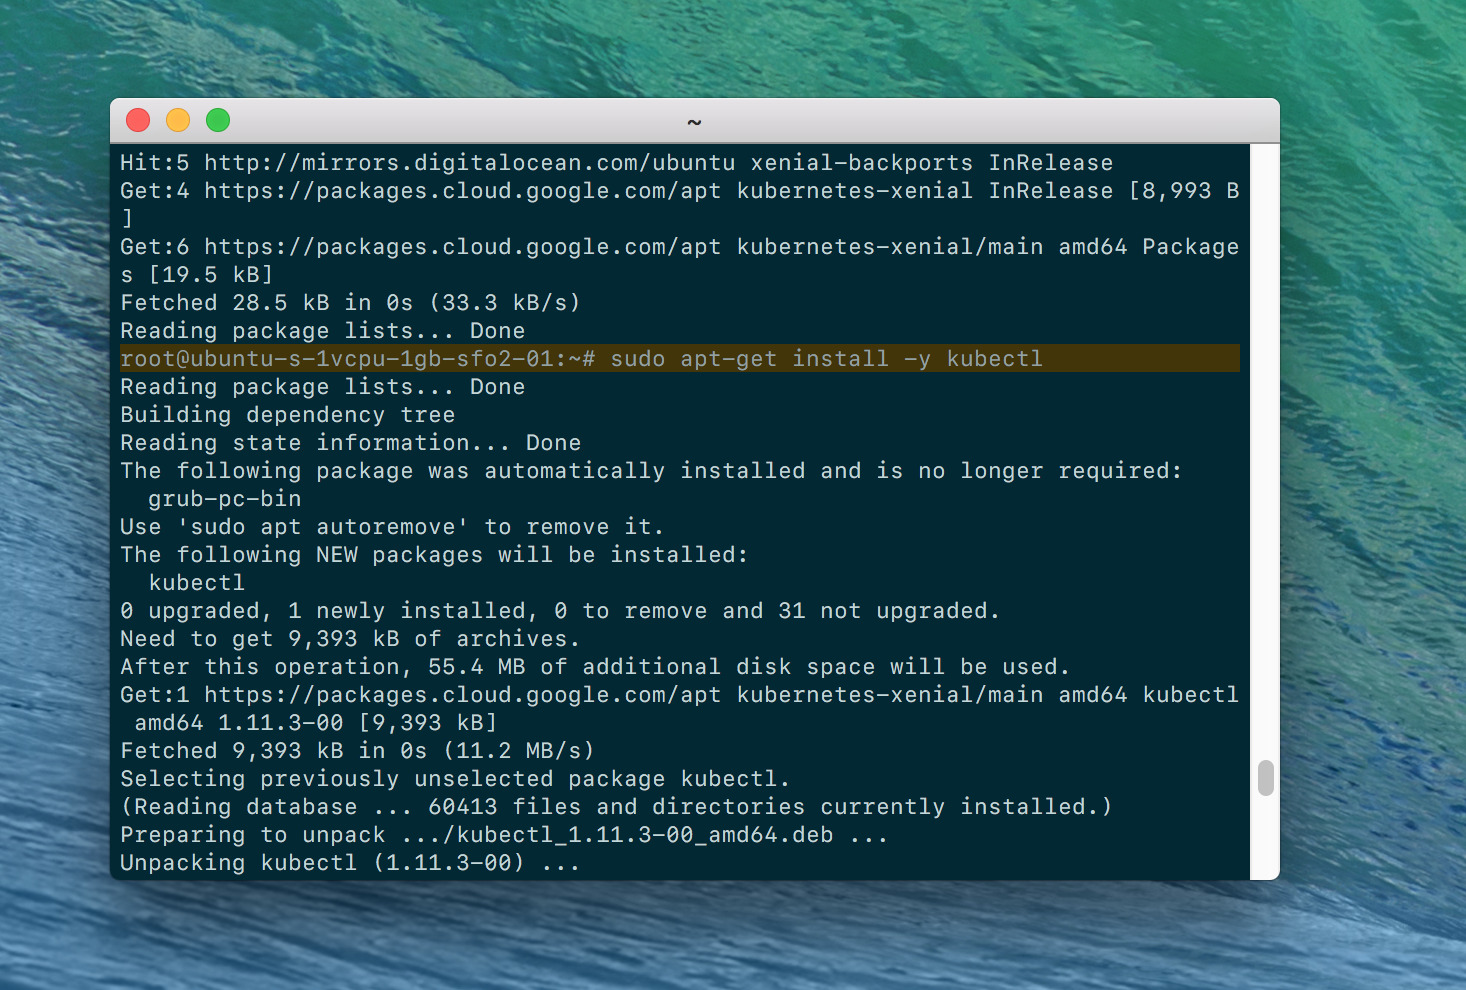 ~
Hit:5 http://mirrors.digitalocean.com/ubuntu xenial-backports InRelease
Get:4 https://packages.cloud.google.com/apt kubernetes-xenial InRelease [8,993 B
]
Get:6 https://packages.cloud.google.com/apt kubernetes-xenial/main amd64 Package
s [19.5 kB]
Fetched 28.5 kB in 0s (33.3 kB/s)
Reading package lists... Done
root@ubuntu-s-1vcpu-1gb-sfo2-01:~# sudo apt-get install -y kubectl
Reading package lists... Done
Building dependency tree
Reading state information... Done
The following package was automatically installed and is no longer required:
  grub-pc-bin
Use 'sudo apt autoremove' to remove it.
The following NEW packages will be installed:
  kubectl
0 upgraded, 1 newly installed, 0 to remove and 31 not upgraded.
Need to get 9,393 kB of archives.
After this operation, 55.4 MB of additional disk space will be used.
Get:1 https://packages.cloud.google.com/apt kubernetes-xenial/main amd64 kubectl
 amd64 1.11.3-00 [9,393 kB]
Fetched 9,393 kB in 0s (11.2 MB/s)
Selecting previously unselected package kubectl.
(Reading database ... 60413 files and directories currently installed.)
Preparing to unpack .../kubectl_1.11.3-00_amd64.deb ...
Unpacking kubectl (1.11.3-00) ...